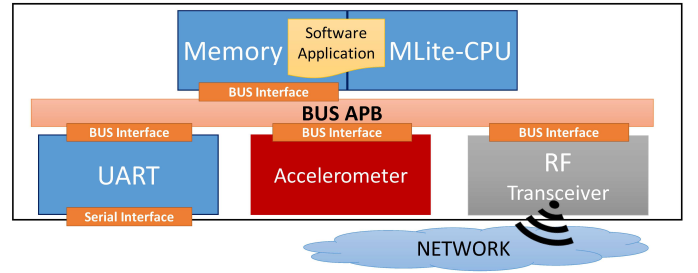 Software
Application
Memory
MLite-CPU
BUS Interface
BUS APB
BUS Interface
BUS Interface
BUS Interface
UART
Accelerometer
RF
Transceiver
Serial Interface
NETWORK